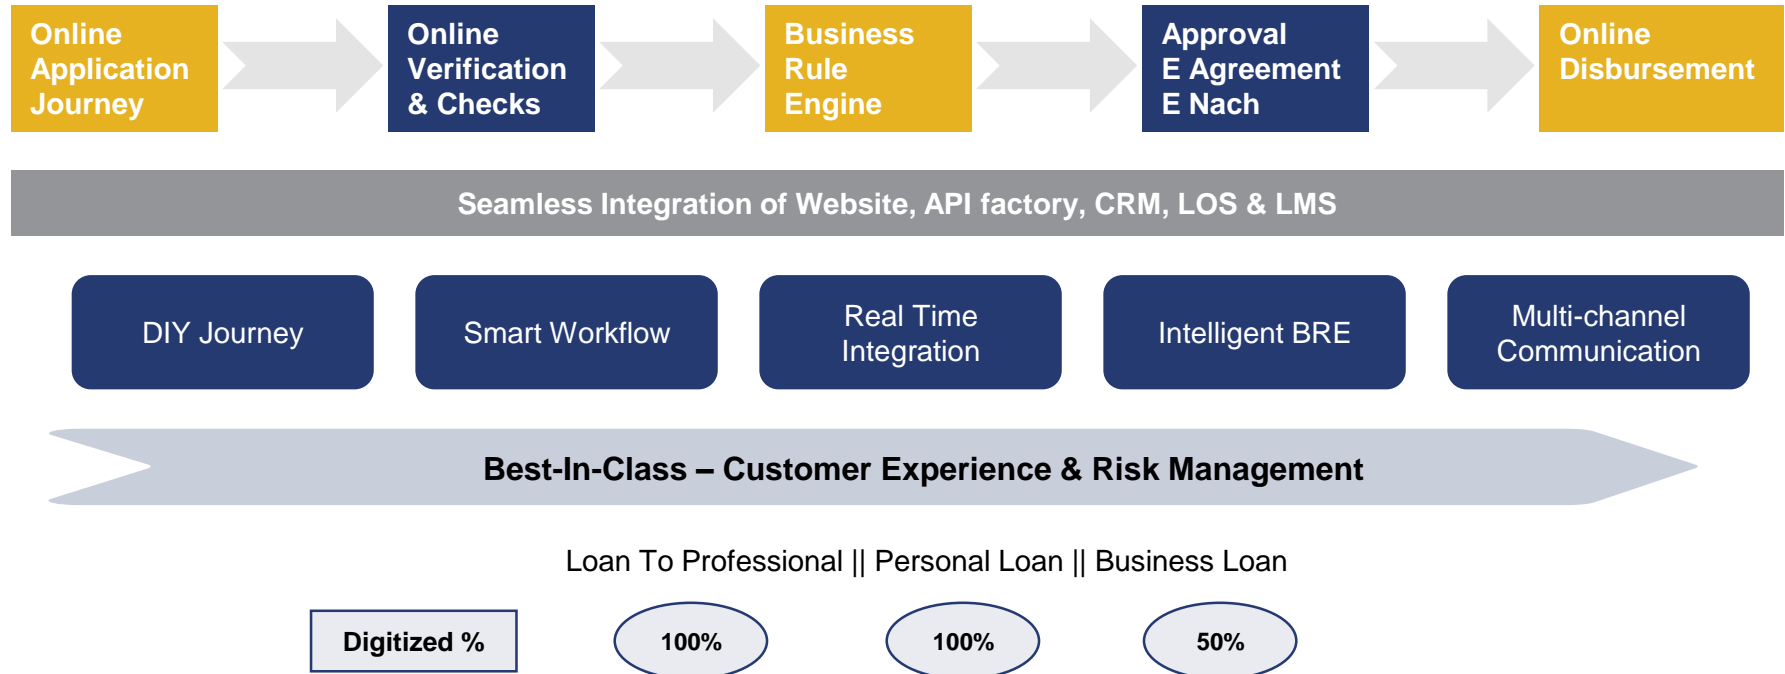 Online
Application
Journey
Online
Verification
& Checks
Business
Rule
Engine
Approval
E Agreement
E Nach
Online
Disbursement
Seamless Integration of Website, API factory, CRM, LOS & LMS
DIY Journey
Smart Workflow
Real Time
Integration
Intelligent BRE
Multi-channel
Communication
Best-In-Class – Customer Experience & Risk Management
Loan To Professional || Personal Loan || Business Loan
Digitized %
100%
100%
50%